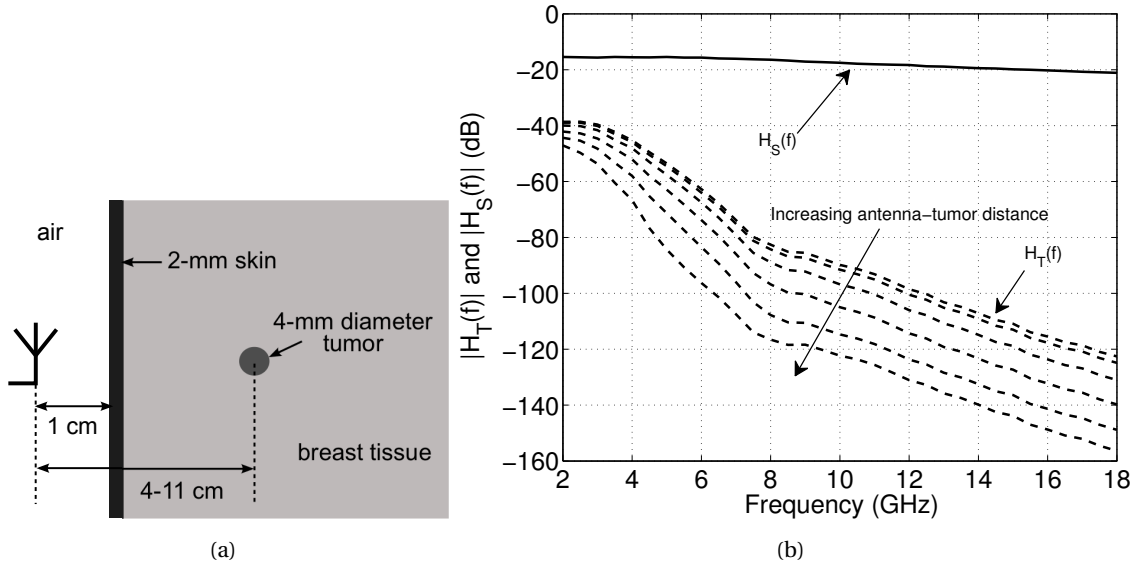 air
2-mm skin
4-mm diameter
tumor
1 cm
breast tissue
4-11 cm
(a)
|H_T(f)| and |H_S(f)| (dB)
0
−20
−40
−60
−80
−100
−120
−140
−160
H_S(f)
Increasing antenna−tumor distance
H_T(f)
2 4 6 8 10 12 14 16 18
Frequency (GHz)
(b)